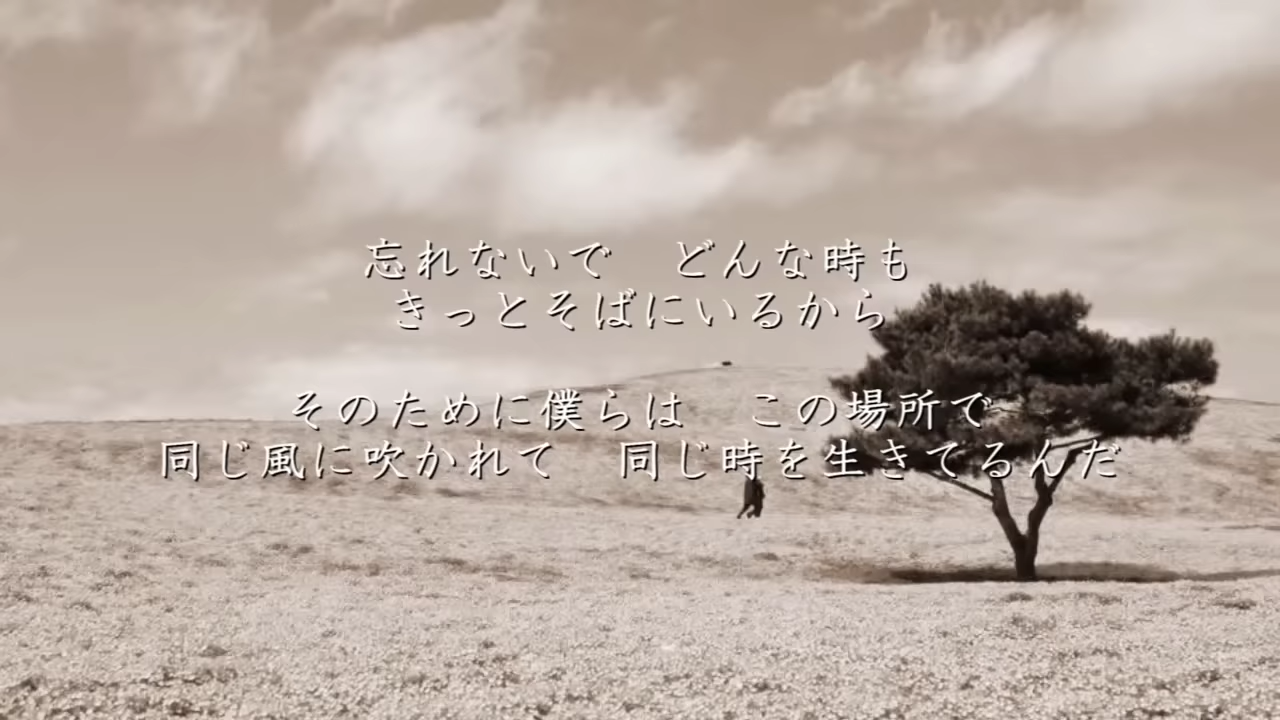 忘れないで　どんな時も
きっとそばにいるから
そのために僕らは　この場所で
同じ風に吹かれて　同じ時を生きてるんだ